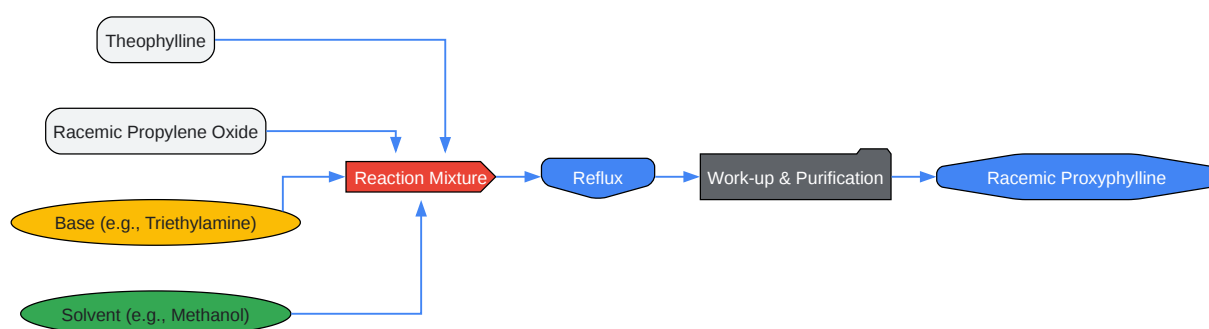 Theophylline
Racemic Propylene Oxide
Reaction Mixture
Reflux
Work-up & Purification
Racemic Proxyphylline
Base (e.g., Triethylamine)
Solvent (e.g., Methanol)